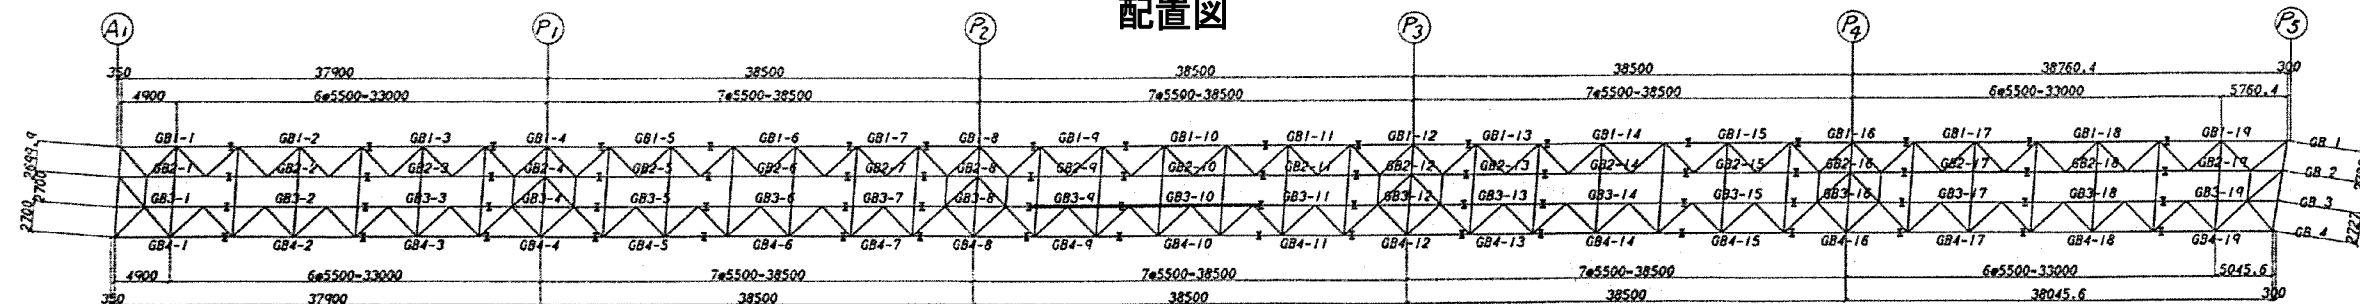 配置図
A1 P1 P2 P3 P4 P5
350 37900 38500 38500 38500 38760.4 300
4900 6@5500-33000 7@5500-38500 7@5500-38500 7@5500-38500 6@5500-33000 5760.4
GB1-1 GB1-2 GB1-3 GB1-4 GB1-5 GB1-6 GB1-7 GB1-8 GB1-9 GB1-10 GB1-11 GB1-12 GB1-13 GB1-14 GB1-15 GB1-16 GB1-17 GB1-18 GB1-19 GB 1
2699.9
GB2-1 GB2-2 GB2-3 GB2-4 GB2-5 GB2-6 GB2-7 GB2-8 GB2-9 GB2-10 GB2-11 GB2-12 GB2-13 GB2-14 GB2-15 GB2-16 GB2-17 GB2-18 GB2-19 GB 2
2700
GB3-1 GB3-2 GB3-3 GB3-4 GB3-5 GB3-6 GB3-7 GB3-8 GB3-9 GB3-10 GB3-11 GB3-12 GB3-13 GB3-14 GB3-15 GB3-16 GB3-17 GB3-18 GB3-19 GB 3
2700
GB4-1 GB4-2 GB4-3 GB4-4 GB4-5 GB4-6 GB4-7 GB4-8 GB4-9 GB4-10 GB4-11 GB4-12 GB4-13 GB4-14 GB4-15 GB4-16 GB4-17 GB4-18 GB4-19 GB 4
4900 6@5500-33000 7@5500-38500 7@5500-38500 7@5500-38500 6@5500-33000 5045.6
350 37900 38500 38500 38500 38045.6 300